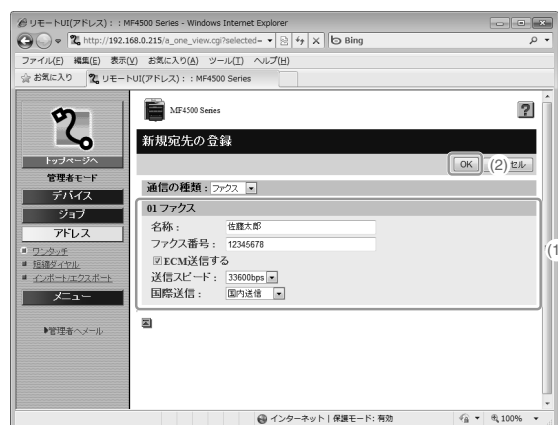 リモートUI(アドレス) : : MF4500 Series - Windows Internet Explorer
http://192.168.0.215/a_one_view.cgi?selected=
Bing
ファイル(F) 編集(E) 表示(V) お気に入り(A) ツール(T) ヘルプ(H)
お気に入り リモートUI(アドレス) : : MF4500 Series
MF4500 Series
トップページへ
新規宛先の登録
管理者モード
OK (2) セル
デバイス
通信の種類 : ファクス
ジョブ
01 ファクス
アドレス
名称 : 佐藤太郎
ファクス番号 : 12345678
ワンタッチ
ECM送信する
短縮ダイヤル
送信スピード : 33600bps
インポート/エクスポート
国際送信 : 国内送信
メニュー
(1
管理者へメール
インターネット | 保護モード: 有効 100%